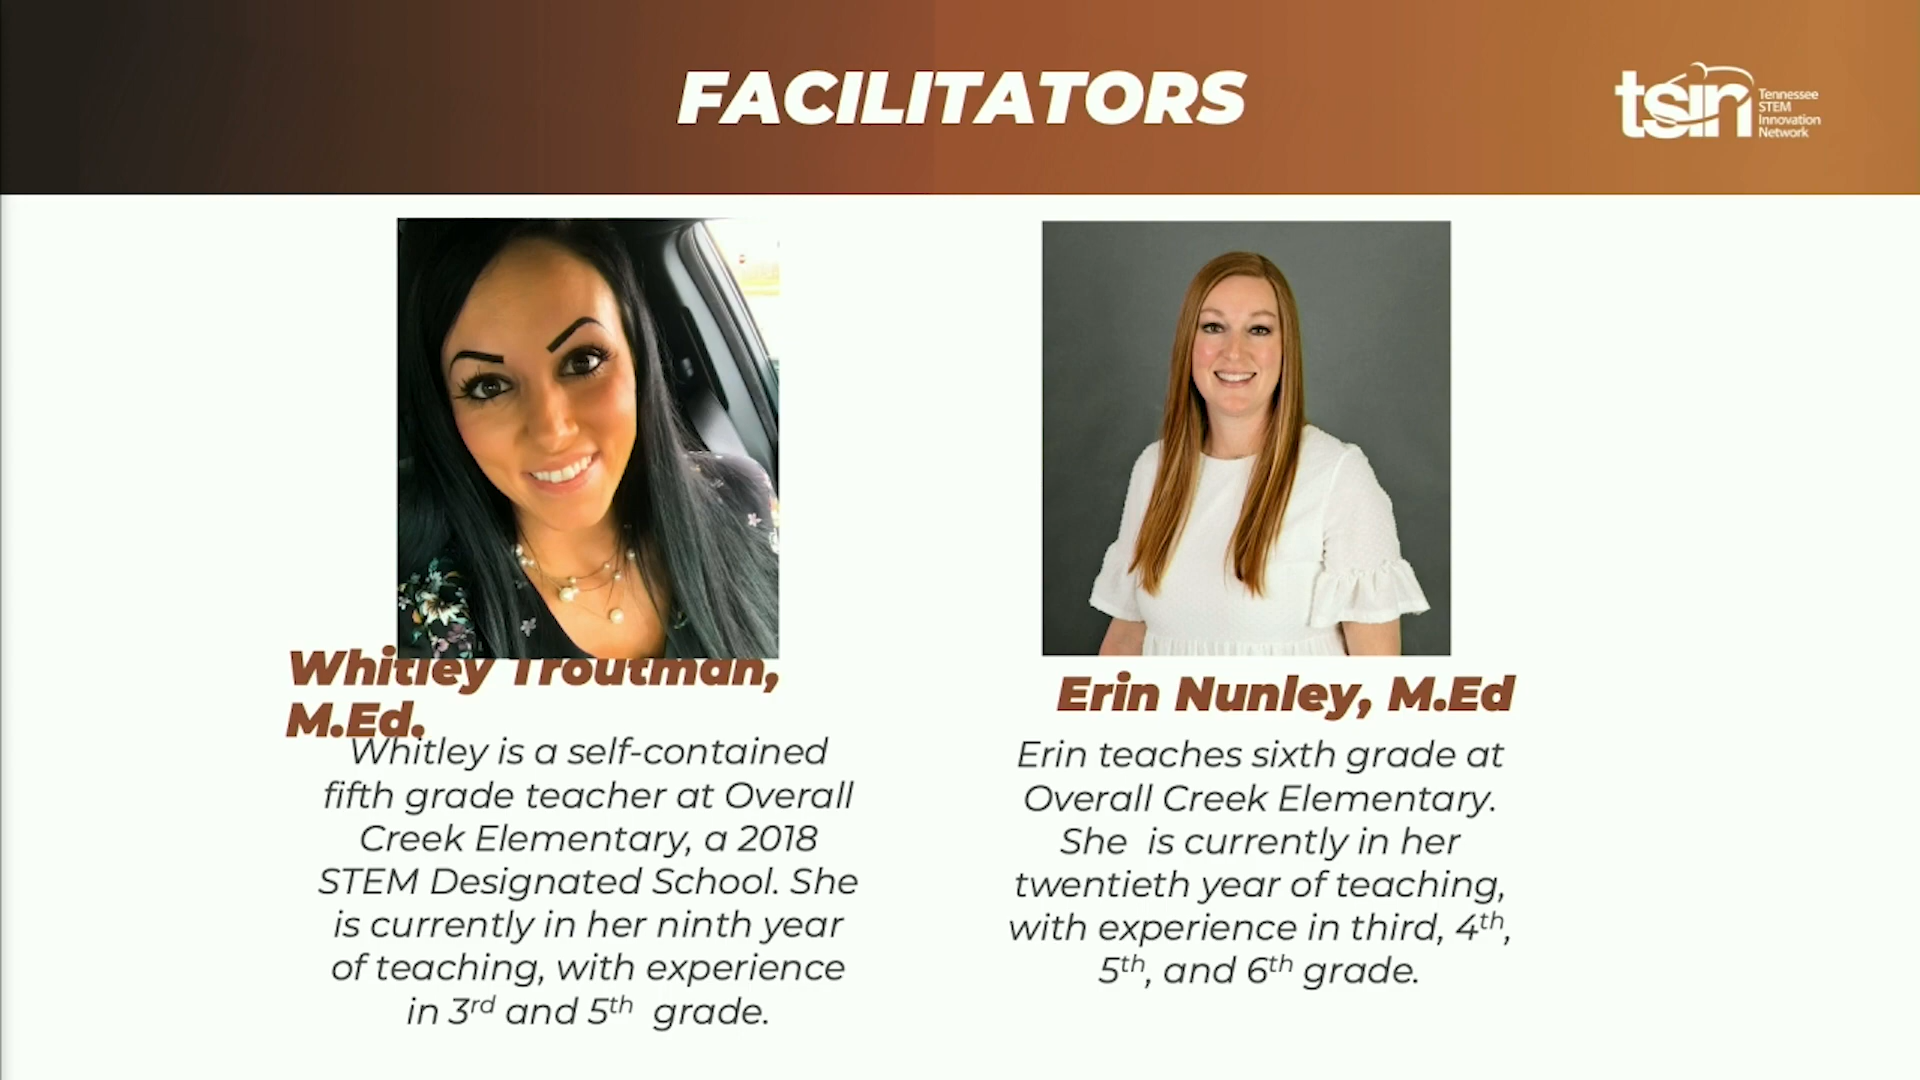 FACILITATORS
tsin
Tennessee
STEM
Innovation
Network
Whitley Troutman,
M.Ed.
Whitley is a self-contained
fifth grade teacher at Overall
Creek Elementary, a 2018
STEM Designated School. She
is currently in her ninth year
of teaching, with experience
in 3rd and 5th grade.
Erin Nunley, M.Ed
Erin teaches sixth grade at
Overall Creek Elementary.
She is currently in her
twentieth year of teaching,
with experience in third, 4th,
5th, and 6th grade.